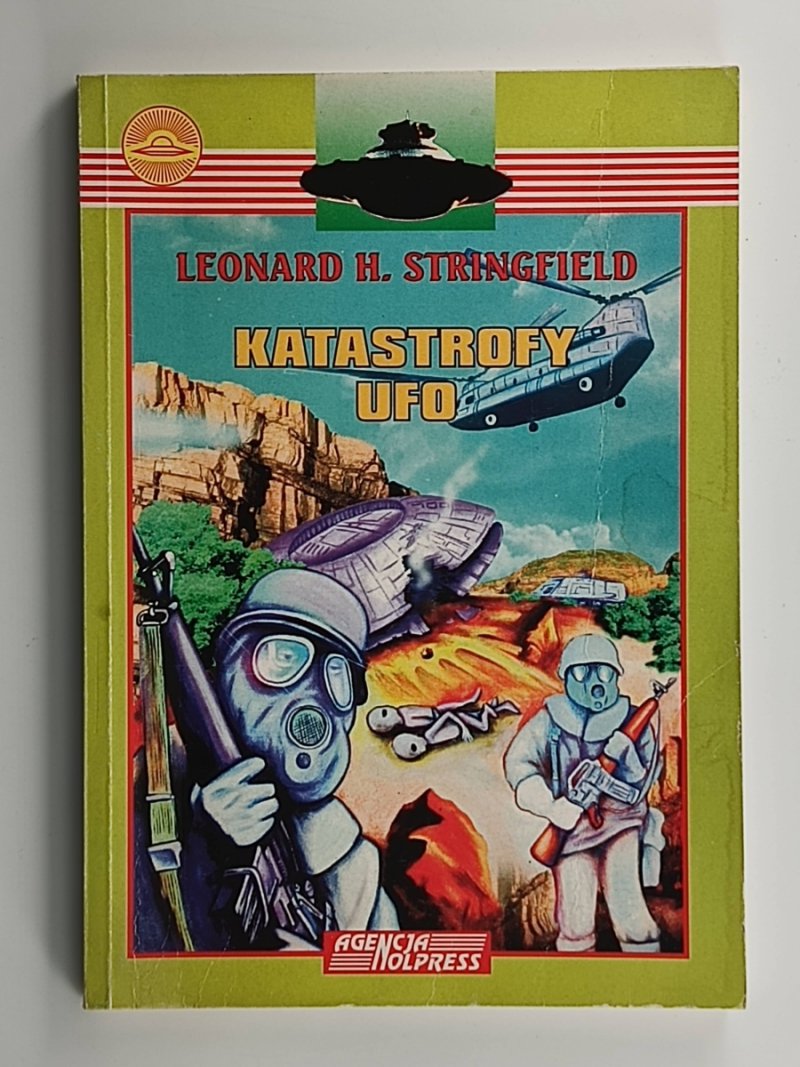 LEONARD H. STRINGFIELD
KATASTROFY
UFO
AGENCJA
NOLPRESS